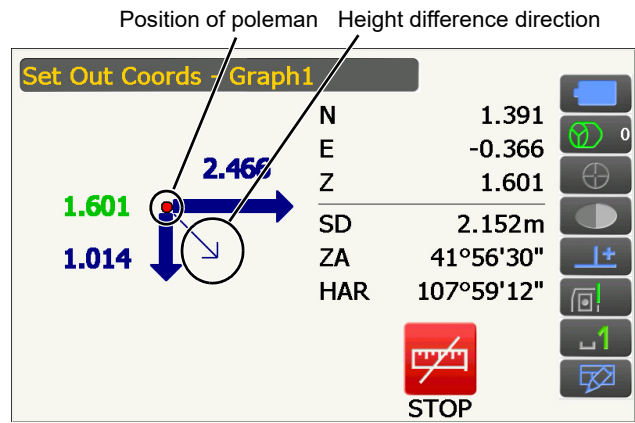 Position of poleman Height difference direction
Set Out Coords - Graph1
N 1.391
E -0.366
Z 1.601
SD 2.152m
ZA 41°56'30"
HAR 107°59'12"
2.466
1.601
1.014
0
1
STOP